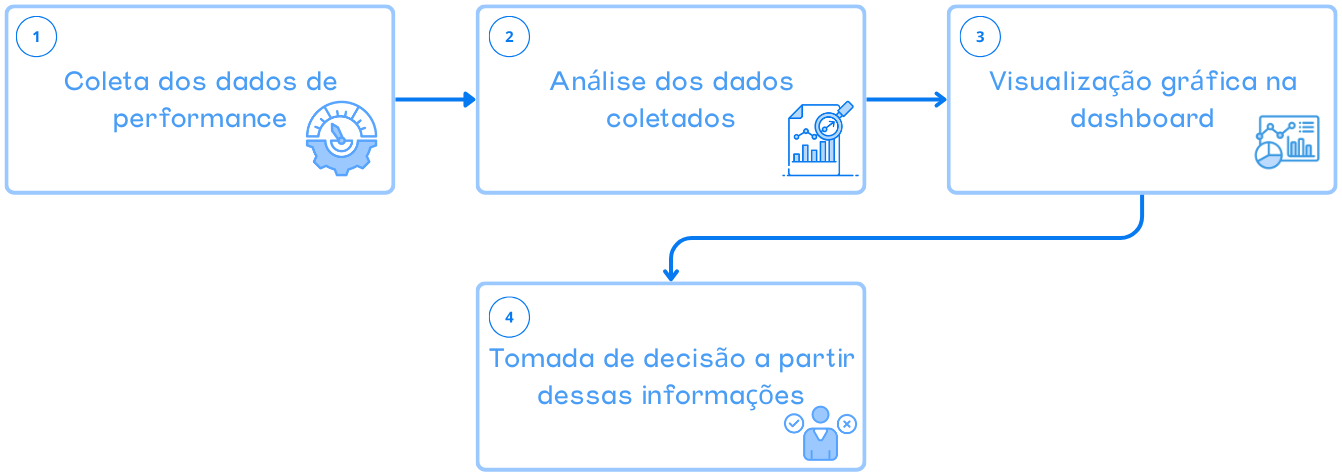 1
Coleta dos dados de
performance
2
Análise dos dados
coletados
3
Visualização gráfica na
dashboard
4
Tomada de decisão a partir
dessas informações